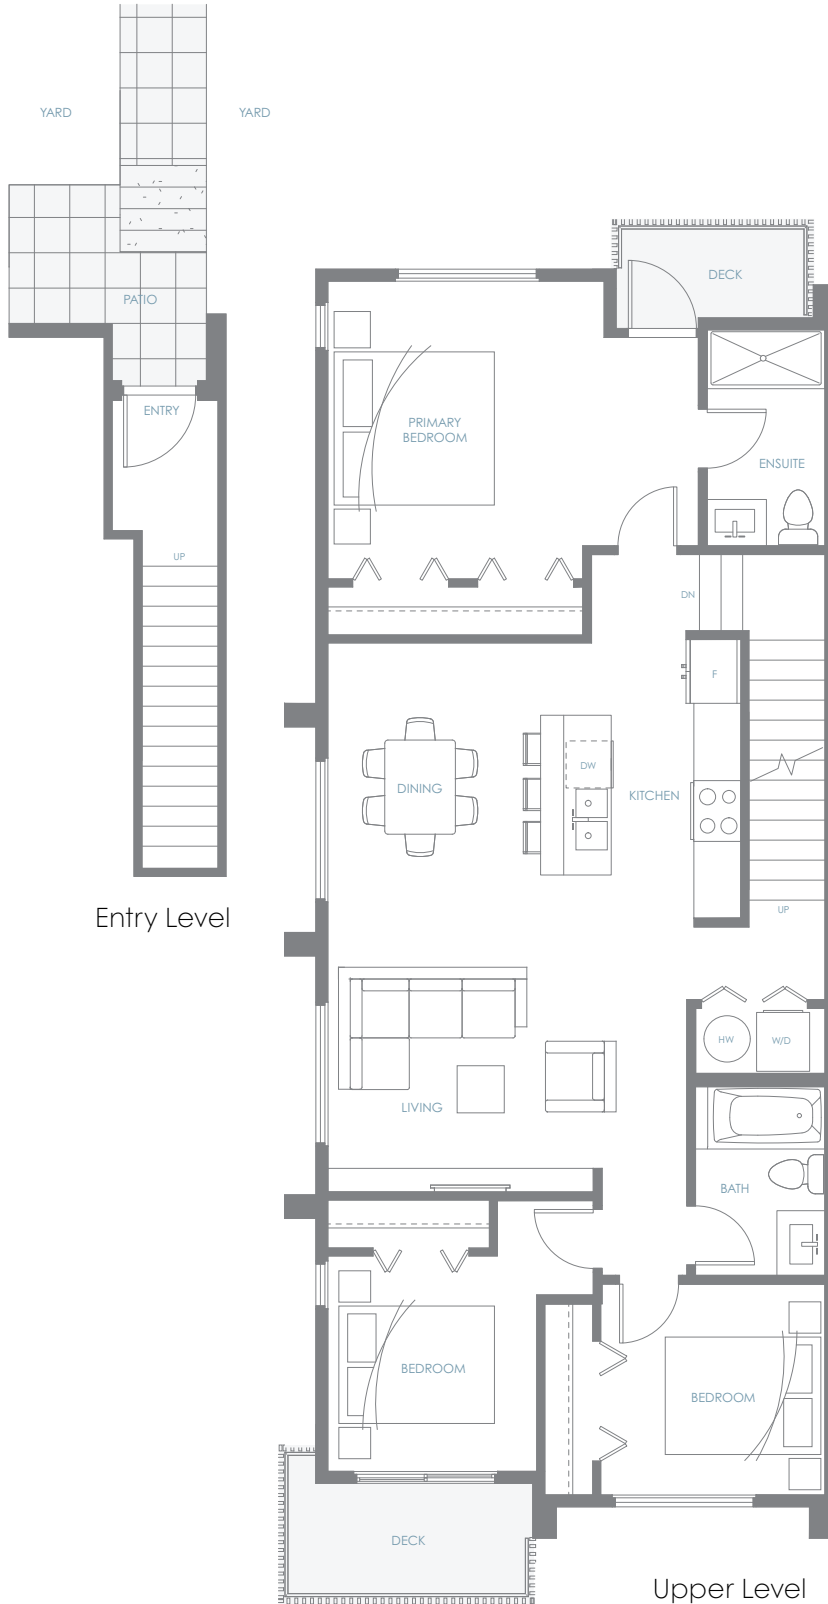 YARD
YARD
PATIO
ENTRY
UP
Entry Level
DECK
PRIMARY
BEDROOM
ENSUITE
DN
F
DW
DINING
KITCHEN
UP
HW
W/D
LIVING
BATH
BEDROOM
BEDROOM
DECK
Upper Level